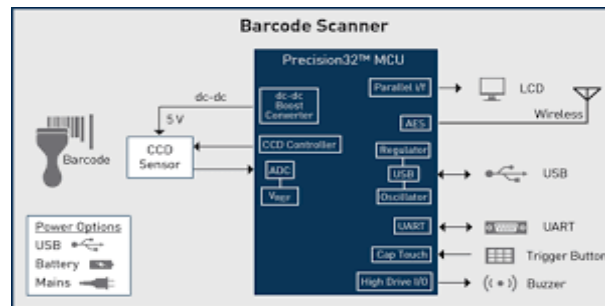 Barcode Scanner
Precision32™ MCU
dc-dc
5 V
dc-dc
Boost
Converter
Parallel I/f
LCD
AES
Wireless
Barcode
CCD
Sensor
CCD Controller
ADC
VREF
Regulator
USB
Oscillator
USB
UART
UART
Cap Touch
Trigger Button
High Drive I/O
Buzzer
Power Options
USB
Battery
Mains